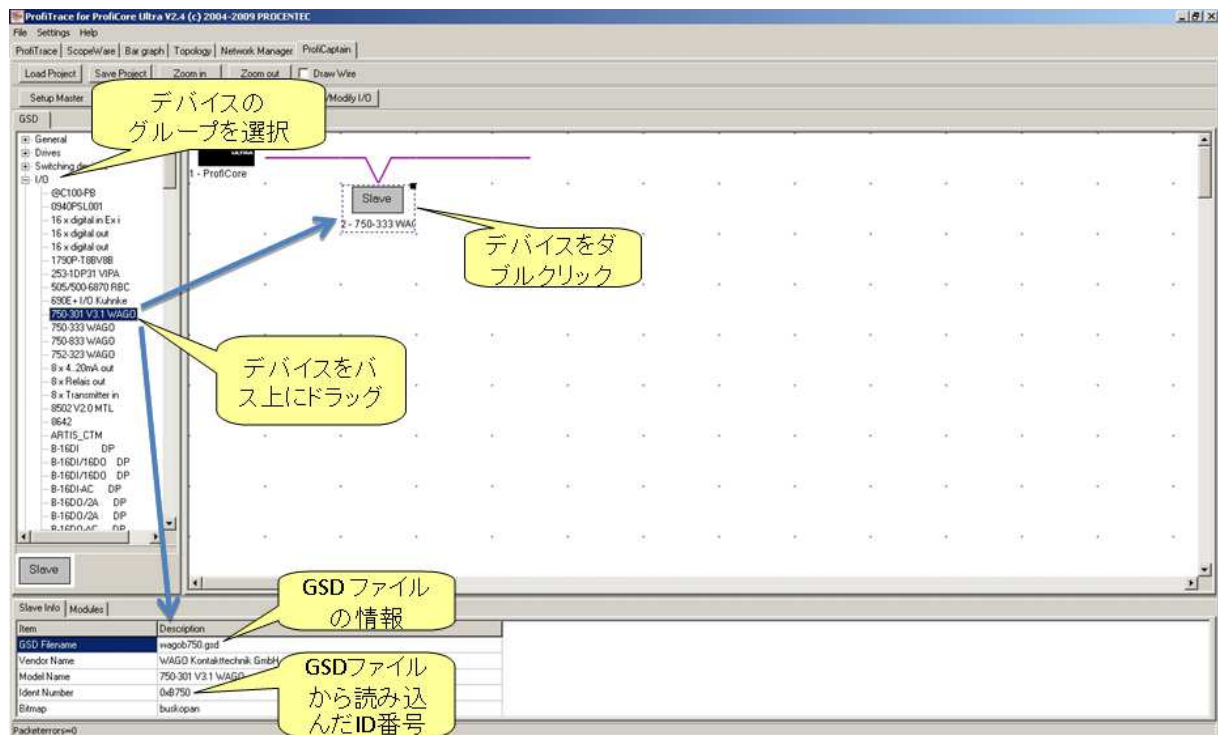 ProfiTrace for ProfiCore Ultra V2.4 (c) 2004-2009 PROCENTEC
File Settings Help
ProfiTrace ScopeWare Bar graph Topology Network Manager ProfiCaptain
Load Project Save Project Zoom in Zoom out Draw Wire
Setup Master /Modify I/O
デバイスの
グループを選択
GSD
General
Drives
Switching
I/O
@C100-PB
0940PSL001
16 x digital in Ex i
16 x digital out
16 x digital out
1790P-T8BV8B
253-1DP31 VIPA
505/500-6870 RBC
690E+ I/O Kuhnke
750-301 V3.1 WAGO
750-333 WAGO
750-833 WAGO
752-323 WAGO
8 x 4..20mA out
8 x Relais out
8 x Transmitter in
8502 V2.0 MTL
8642
ARTIS_CTM
B-16DI DP
B-16DI/16DO DP
B-16DI/16DO DP
B-16DI-AC DP
B-16DO/2A DP
B-16DO/2A DP
B-16DO-AC DP
1 - ProfiCore
Slave
2 - 750-333 WAG
デバイスをダ
ブルクリック
デバイスをバ
ス上にドラッグ
Slave
GSD ファイル
の情報
Slave Info Modules
Item Description
GSD Filename wagob750.gsd
Vendor Name WAGO Kontakttechnik GmbH
Model Name 750-301 V3.1 WAGO
Ident Number 0xB750
Bitmap buskopan
GSDファイル
から読み込
んだID番号
Packeterrors=0